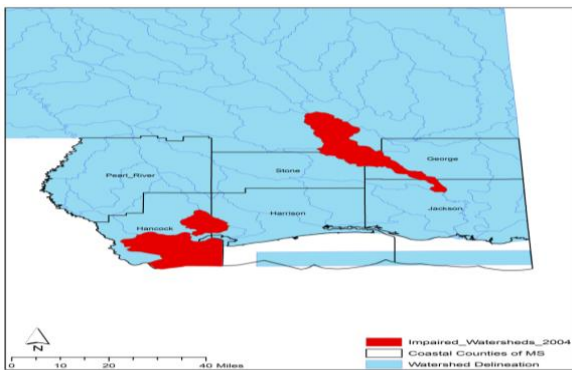 George
Stone
Pearl_River
Jackson
Harrison
Hancock
Impaired_Watersheds_2004
Coastal Counties of MS
Watershed Delineation
N
0 10 20 40 Miles